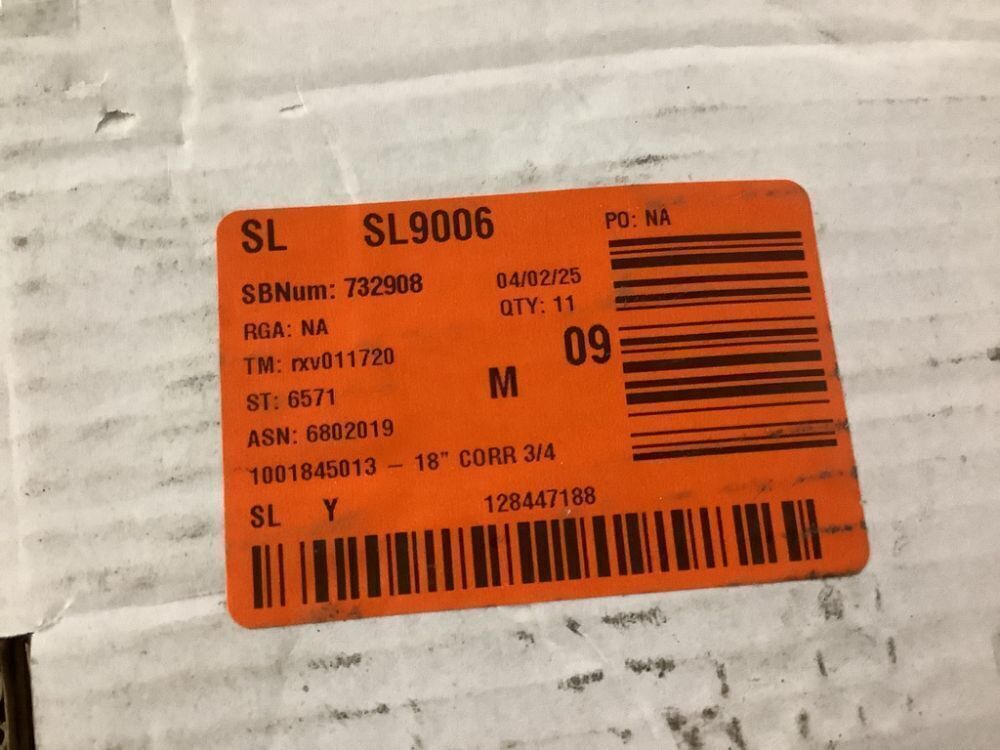 SL SL9006 PO: NA
SBNum: 732908 04/02/25
RGA: NA QTY: 11
TM: rxv011720 09
ST: 6571 M
ASN: 6802019
1001845013 – 18" CORR 3/4
SL Y 128447188